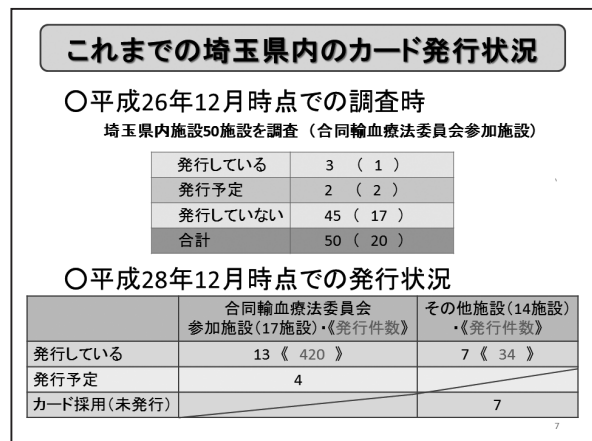 これまでの埼玉県内のカード発行状況
○平成26年12月時点での調査時
埼玉県内施設50施設を調査（合同輸血療法委員会参加施設）
発行している 3 （ 1 ）
発行予定 2 （ 2 ）
発行していない 45 （ 17 ）
合計 50 （ 20 ）
○平成28年12月時点での発行状況
合同輸血療法委員会
参加施設(17施設)・《発行件数》
その他施設(14施設)
・《発行件数》
発行している 13 《 420 》 7 《 34 》
発行予定 4
カード採用(未発行) 7
7